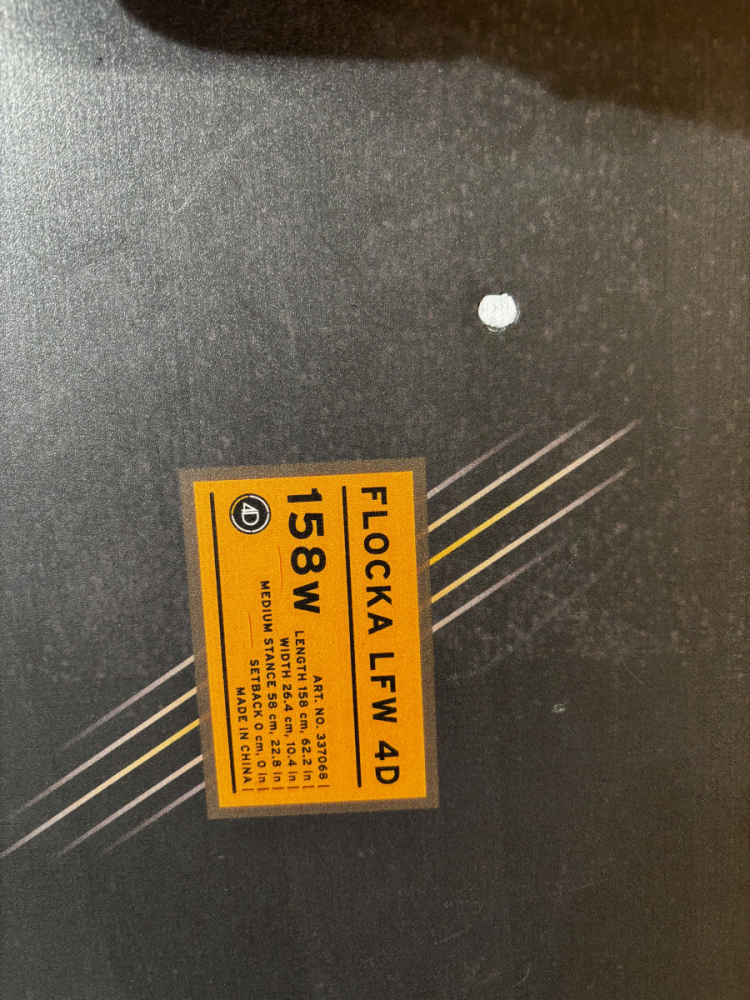 FLOCKA LFW 4D
158W
ART. NO. 337068 |
LENGTH 158 cm, 62.2 in |
WIDTH 26.4 cm, 10.4 in |
MEDIUM STANCE 58 cm, 22.8 in |
SETBACK 0 cm, 0 in |
MADE IN CHINA |
4D